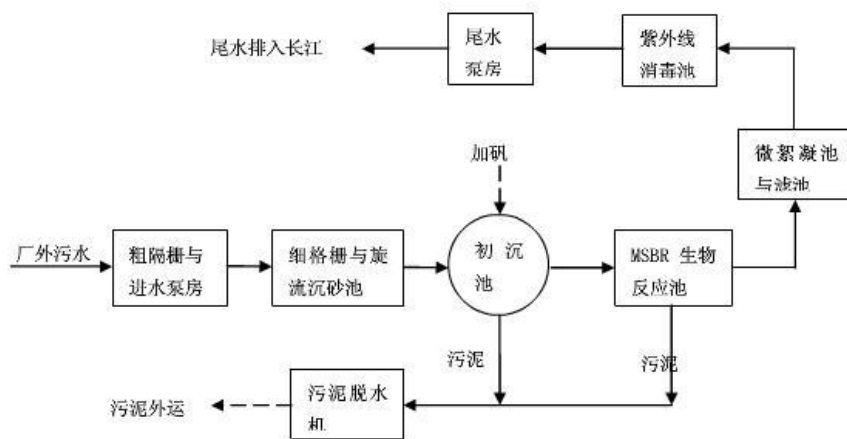 尾水排入长江
尾水
泵房
紫外线
消毒池
微絮凝池
与滤池
加矾
厂外污水
粗隔栅与
进水泵房
细格栅与旋
流沉砂池
初沉
池
MSBR 生物
反应池
污泥
污泥
污泥外运
污泥脱水
机